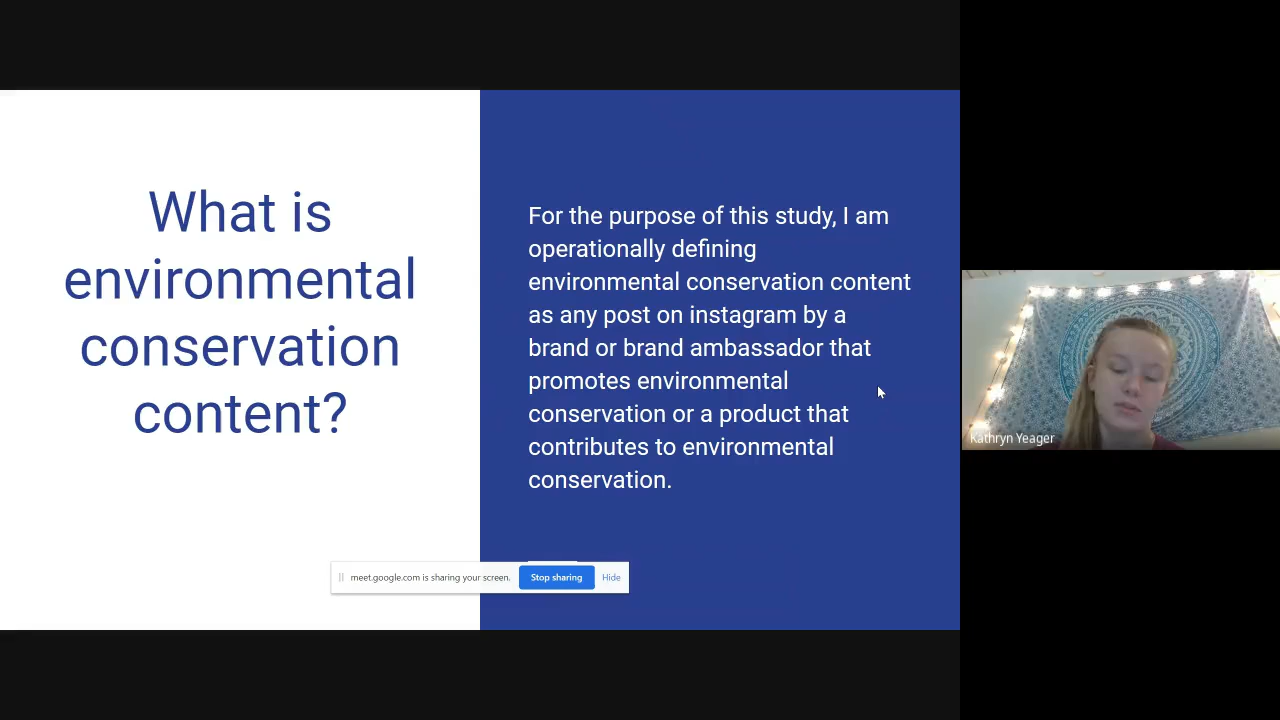 What is
environmental
conservation
content?
For the purpose of this study, I am
operationally defining
environmental conservation content
as any post on instagram by a
brand or brand ambassador that
promotes environmental
conservation or a product that
contributes to environmental
conservation.
meet.google.com is sharing your screen.
Stop sharing
Hide
Kathryn Yeager